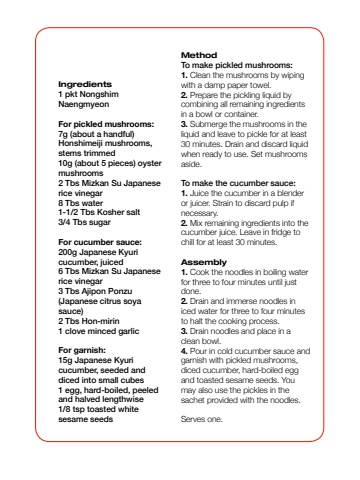 Ingredients
1 pkt Nongshim
Naengmyeon
For pickled mushrooms:
7g (about a handful)
Honshimeiji mushrooms,
stems trimmed
10g (about 5 pieces) oyster
mushrooms
2 Tbs Mizkan Su Japanese
rice vinegar
8 Tbs water
1-1/2 Tbs Kosher salt
3/4 Tbs sugar
For cucumber sauce:
200g Japanese Kyuri
cucumber, juiced
6 Tbs Mizkan Su Japanese
rice vinegar
3 Tbs Ajipon Ponzu
(Japanese citrus soya
sauce)
2 Tbs Hon-mirin
1 clove minced garlic
For garnish:
15g Japanese Kyuri
cucumber, seeded and
diced into small cubes
1 egg, hard-boiled, peeled
and halved lengthwise
1/8 tsp toasted white
sesame seeds
Method
To make pickled mushrooms:
1. Clean the mushrooms by wiping
with a damp paper towel.
2. Prepare the pickling liquid by
combining all remaining ingredients
in a bowl or container.
3. Submerge the mushrooms in the
liquid and leave to pickle for at least
30 minutes. Drain and discard liquid
when ready to use. Set mushrooms
aside.
To make the cucumber sauce:
1. Juice the cucumber in a blender
or juicer. Strain to discard pulp if
necessary.
2. Mix remaining ingredients into the
cucumber juice. Leave in fridge to
chill for at least 30 minutes.
Assembly
1. Cook the noodles in boiling water
for three to four minutes until just
done.
2. Drain and immerse noodles in
iced water for three to four minutes
to halt the cooking process.
3. Drain noodles and place in a
clean bowl.
4. Pour in cold cucumber sauce and
garnish with pickled mushrooms,
diced cucumber, hard-boiled egg
and toasted sesame seeds. You
may also use the pickles in the
sachet provided with the noodles.
Serves one.